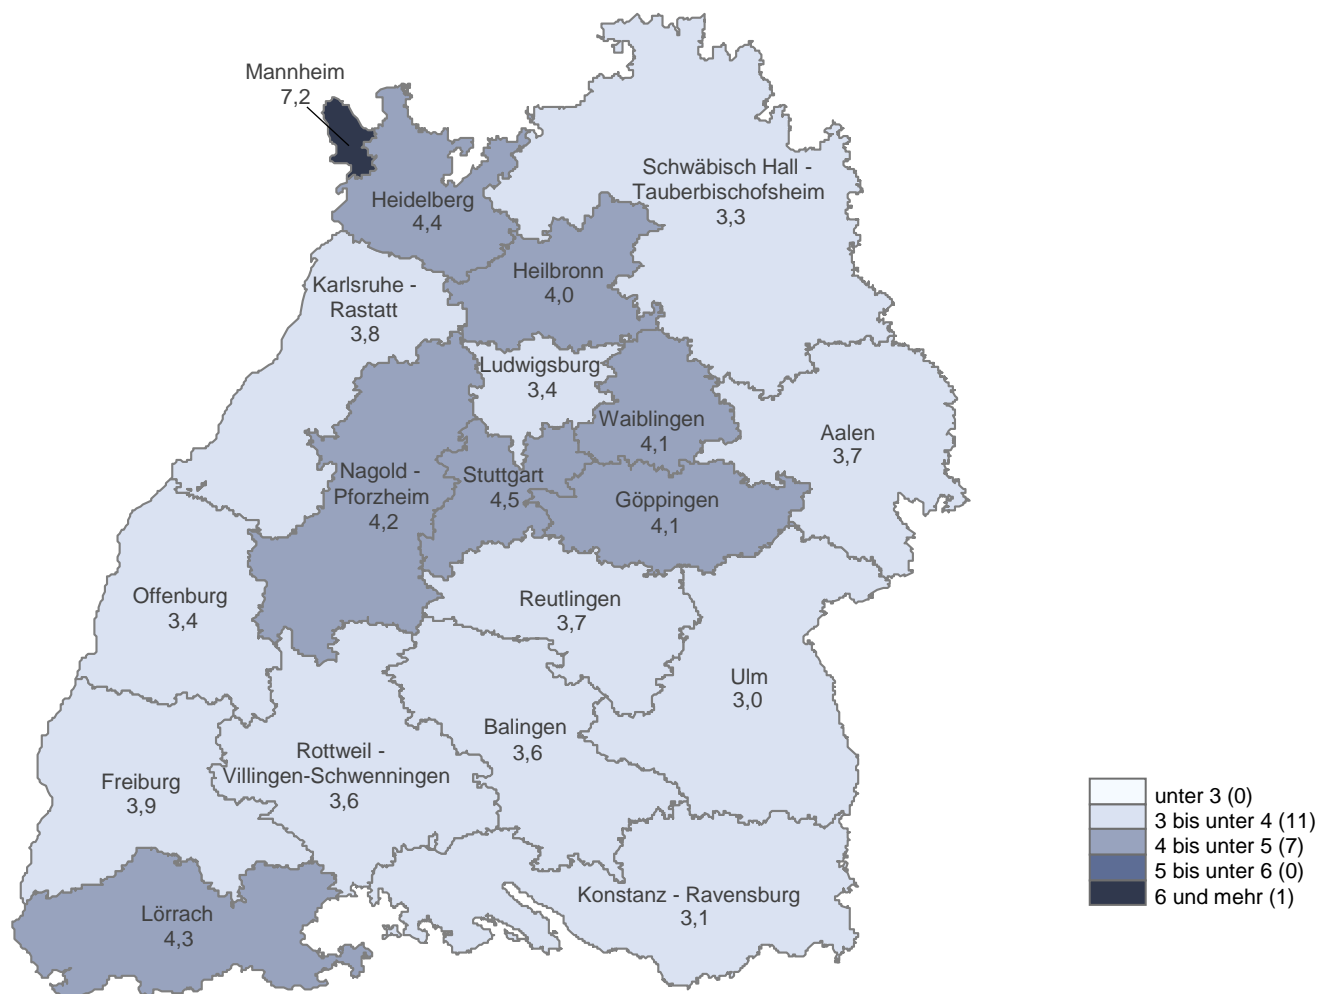 Mannheim
7,2
Schwäbisch Hall -
Tauberbischofsheim
3,3
Heidelberg
4,4
Heilbronn
4,0
Karlsruhe -
Rastatt
3,8
Ludwigsburg
3,4
Waiblingen
4,1
Aalen
3,7
Nagold -
Pforzheim
4,2
Stuttgart
4,5
Göppingen
4,1
Offenburg
3,4
Reutlingen
3,7
Ulm
3,0
Balingen
3,6
Rottweil -
Villingen-Schwenningen
3,6
Freiburg
3,9
Konstanz - Ravensburg
3,1
Lörrach
4,3
unter 3 (0)
3 bis unter 4 (11)
4 bis unter 5 (7)
5 bis unter 6 (0)
6 und mehr (1)